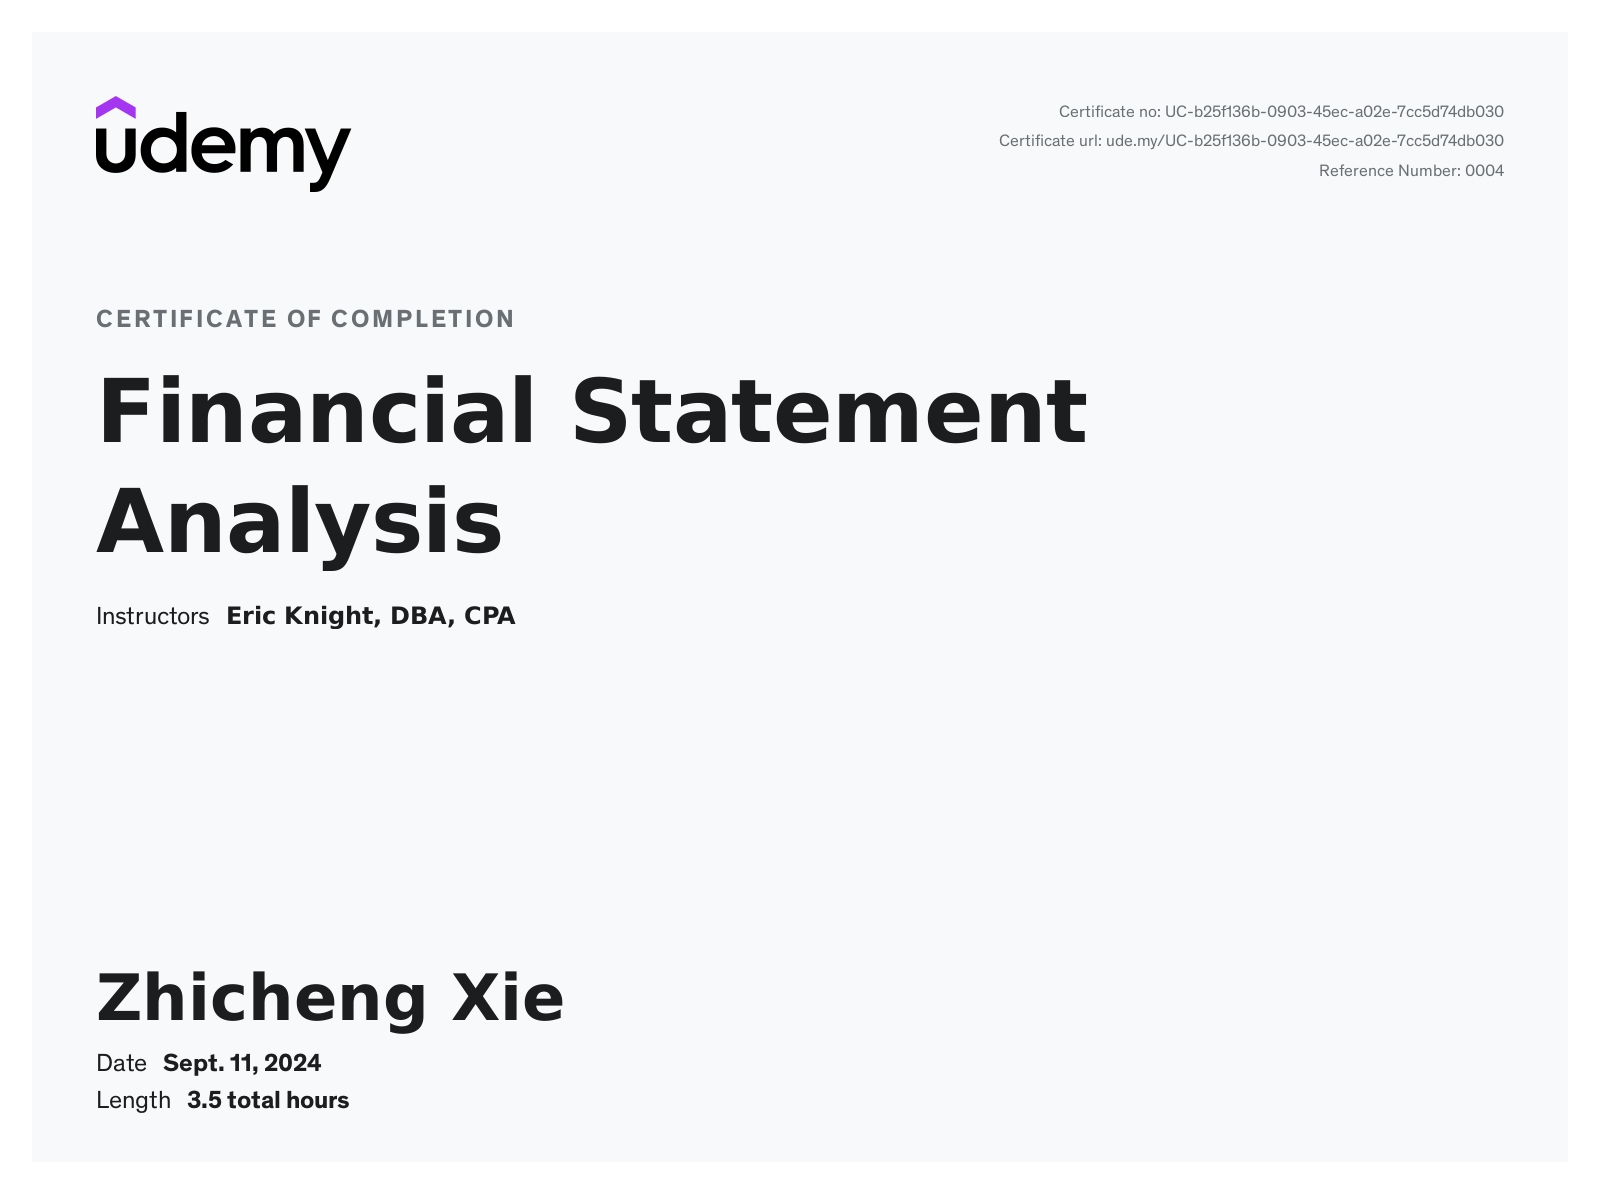 udemy
Certificate no: UC-b25f136b-0903-45ec-a02e-7cc5d74db030
Certificate url: ude.my/UC-b25f136b-0903-45ec-a02e-7cc5d74db030
Reference Number: 0004
CERTIFICATE OF COMPLETION
Financial Statement
Analysis
Instructors Eric Knight, DBA, CPA
Zhicheng Xie
Date Sept. 11, 2024
Length 3.5 total hours